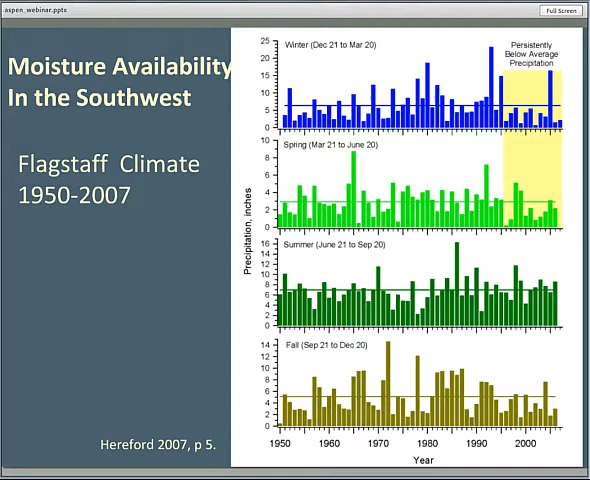 aspen_webinar.pptx
Full Screen
Moisture Availability
In the Southwest
Flagstaff Climate
1950-2007
Hereford 2007, p 5.
Precipitation, inches
Winter (Dec 21 to Mar 20)
Persistently
Below Average
Precipitation
25
20
15
10
5
0
Spring (Mar 21 to June 20)
10
8
6
4
2
0
Summer (June 21 to Sep 20)
16
14
12
10
8
6
4
2
0
Fall (Sep 21 to Dec 20)
14
12
10
8
6
4
2
0
1950 1960 1970 1980 1990 2000
Year